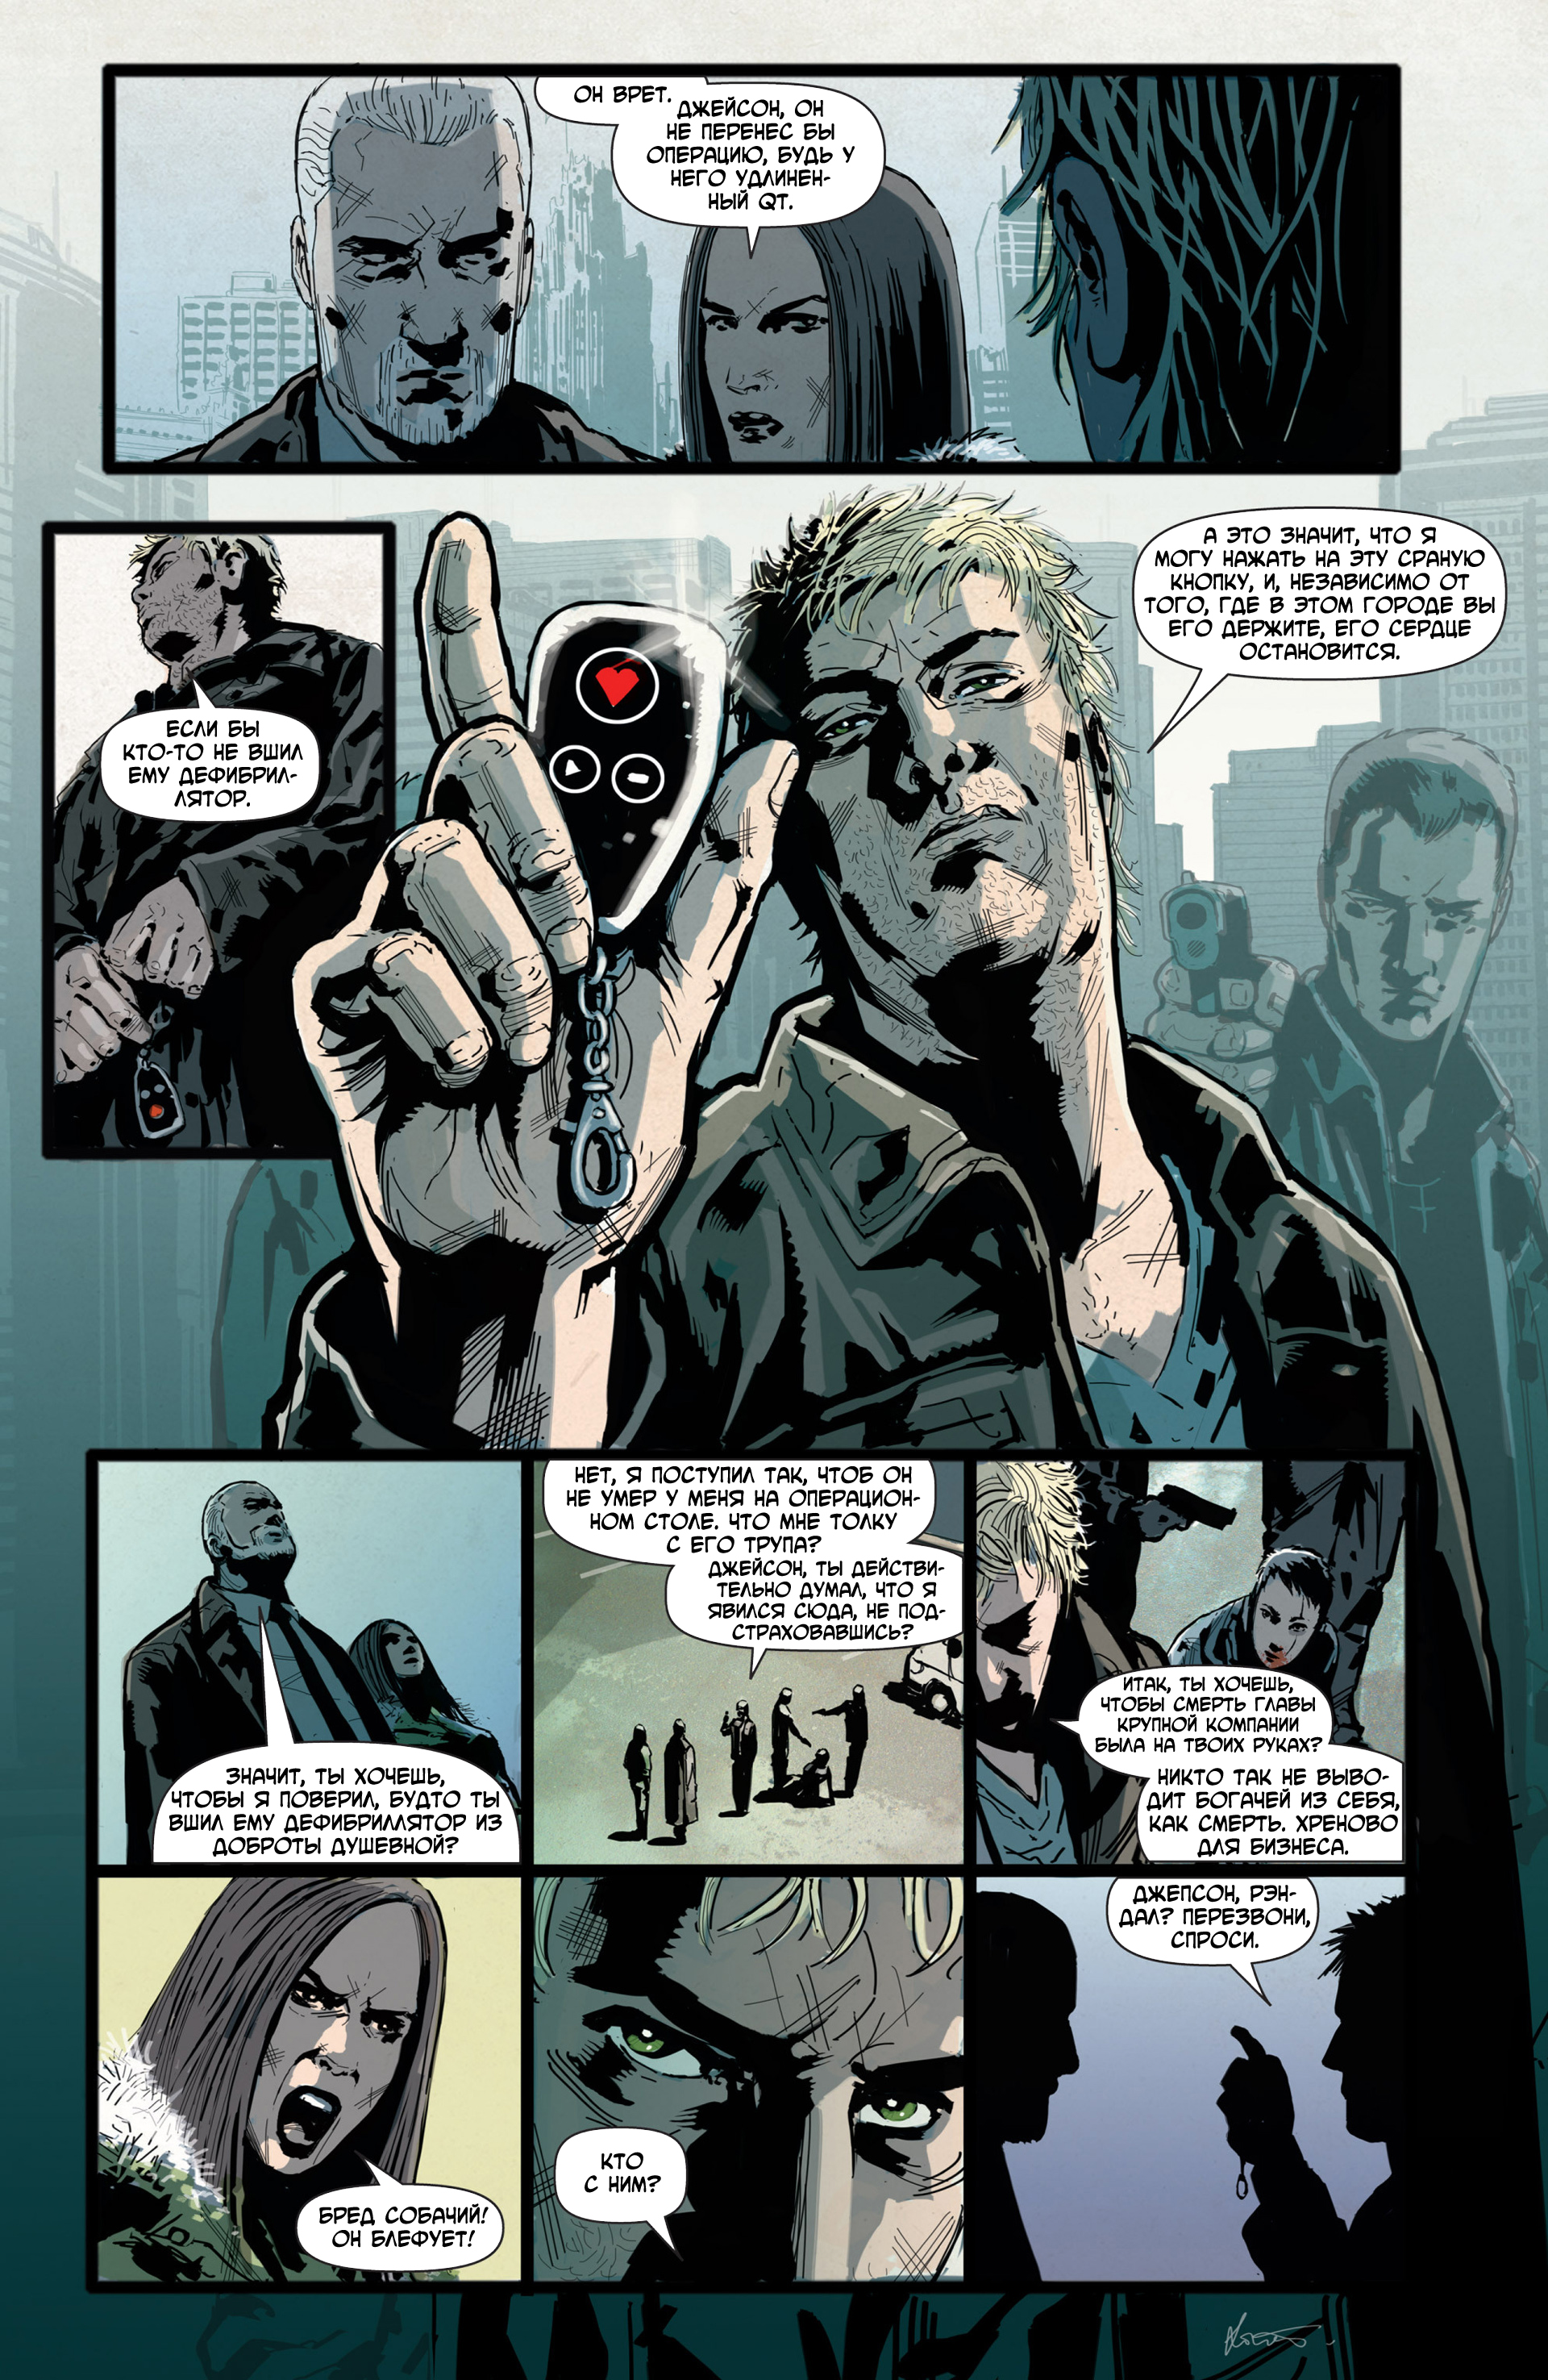 ОН ВРЕТ.
ДЖЕЙСОН, ОН
НЕ ПЕРЕНЕС БЫ
ОПЕРАЦИЮ, БУДЬ У
НЕГО УДЛИНЕН-
НЫЙ QT.
ЕСЛИ БЫ
КТО-ТО НЕ ВШИЛ
ЕМУ ДЕФИБРИЛ-
ЛЯТОР.
А ЭТО ЗНАЧИТ, ЧТО Я
МОГУ НАЖАТЬ НА ЭТУ СРАНУЮ
КНОПКУ, И, НЕЗАВИСИМО ОТ
ТОГО, ГДЕ В ЭТОМ ГОРОДЕ ВЫ
ЕГО ДЕРЖИТЕ, ЕГО СЕРДЦЕ
ОСТАНОВИТСЯ.
ЗНАЧИТ, ТЫ ХОЧЕШЬ,
ЧТОБЫ Я ПОВЕРИЛ, БУДТО ТЫ
ВШИЛ ЕМУ ДЕФИБРИЛЛЯТОР ИЗ
ДОБРОТЫ ДУШЕВНОЙ?
НЕТ, Я ПОСТУПИЛ ТАК, ЧТОБ ОН
НЕ УМЕР У МЕНЯ НА ОПЕРАЦИОН-
НОМ СТОЛЕ. ЧТО МНЕ ТОЛКУ
С ЕГО ТРУПА?
ДЖЕЙСОН, ТЫ ДЕЙСТВИ-
ТЕЛЬНО ДУМАЛ, ЧТО Я
ЯВИЛСЯ СЮДА, НЕ ПОД-
СТРАХОВАВШИСЬ?
ИТАК, ТЫ ХОЧЕШЬ,
ЧТОБЫ СМЕРТЬ ГЛАВЫ
КРУПНОЙ КОМПАНИИ
БЫЛА НА ТВОИХ РУКАХ?
НИКТО ТАК НЕ ВЫВО-
ДИТ БОГАЧЕЙ ИЗ СЕБЯ,
КАК СМЕРТЬ. ХРЕНОВО
ДЛЯ БИЗНЕСА.
БРЕД СОБАЧИЙ!
ОН БЛЕФУЕТ!
КТО
С НИМ?
ДЖЕПСОН, РЭН-
ДАЛ? ПЕРЕЗВОНИ,
СПРОСИ.